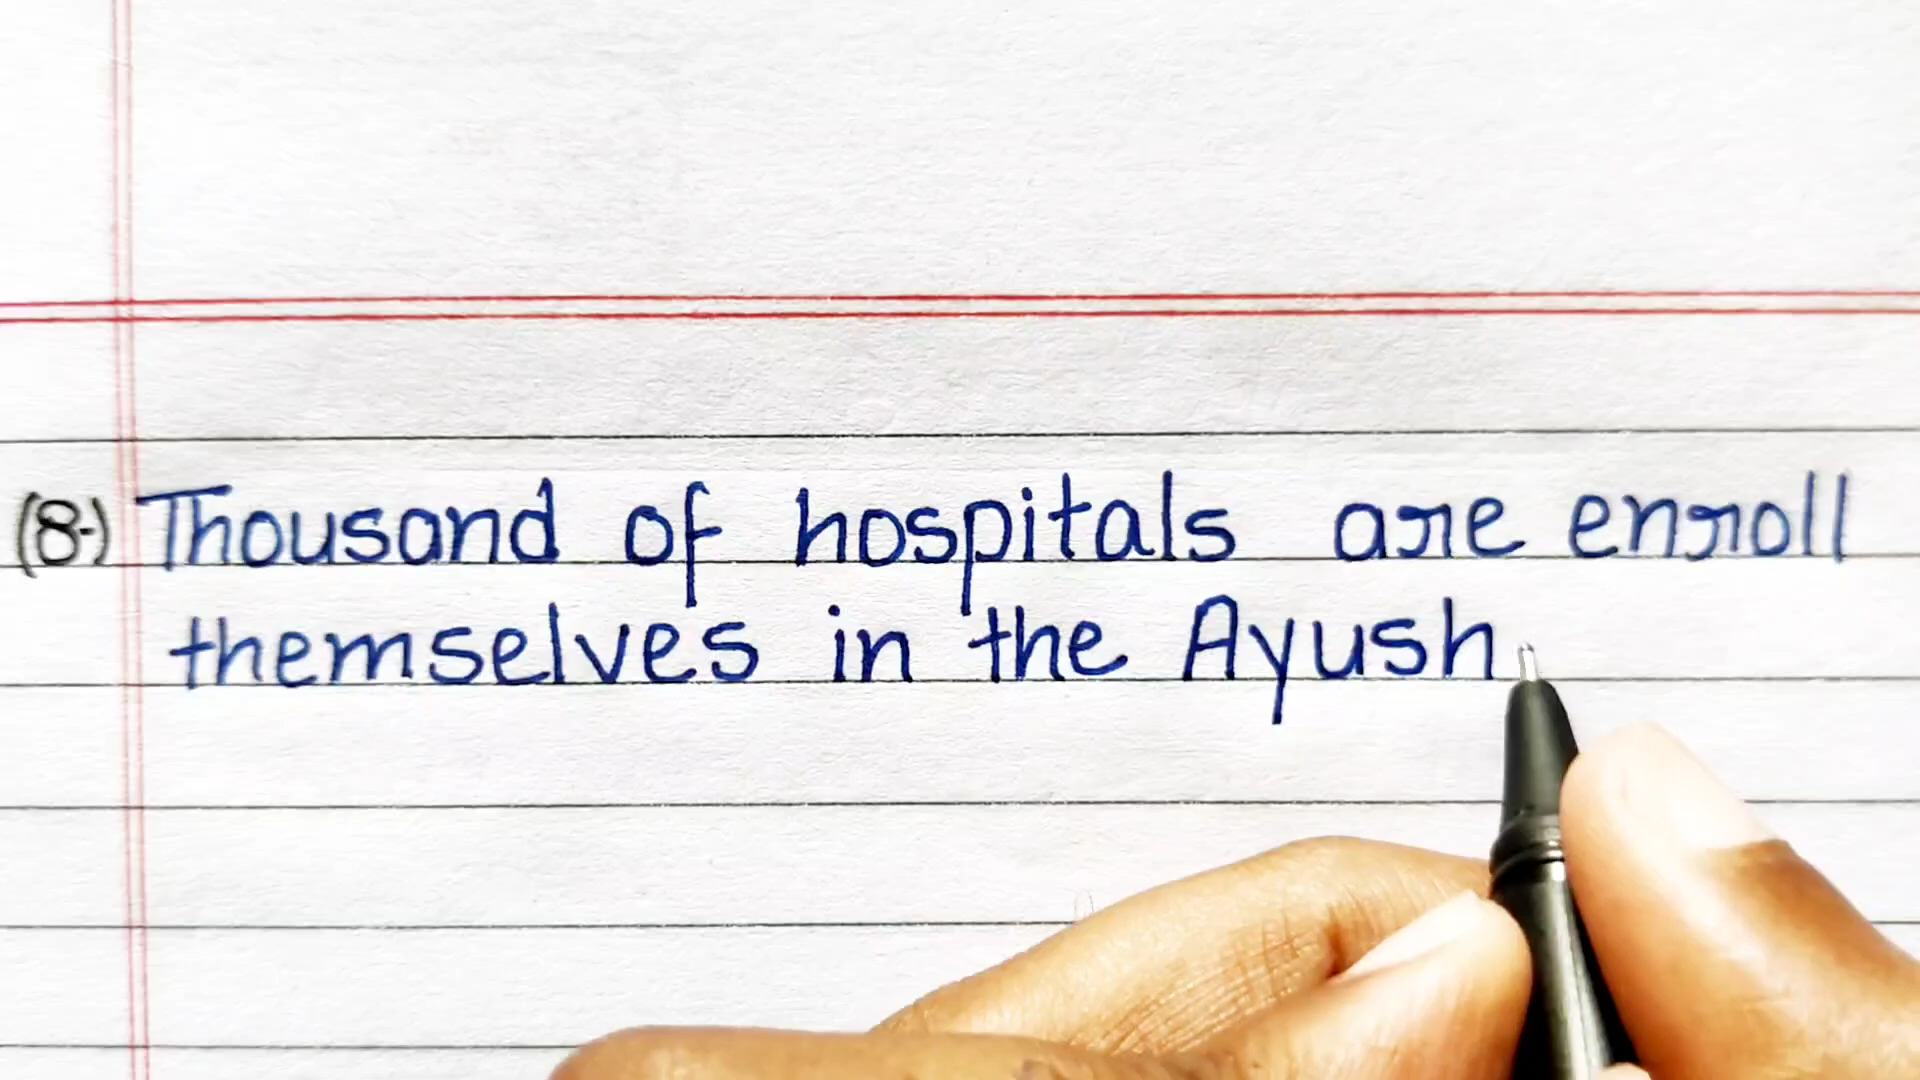 (8.) Thousand of hospitals are enroll
themselves in the Ayush